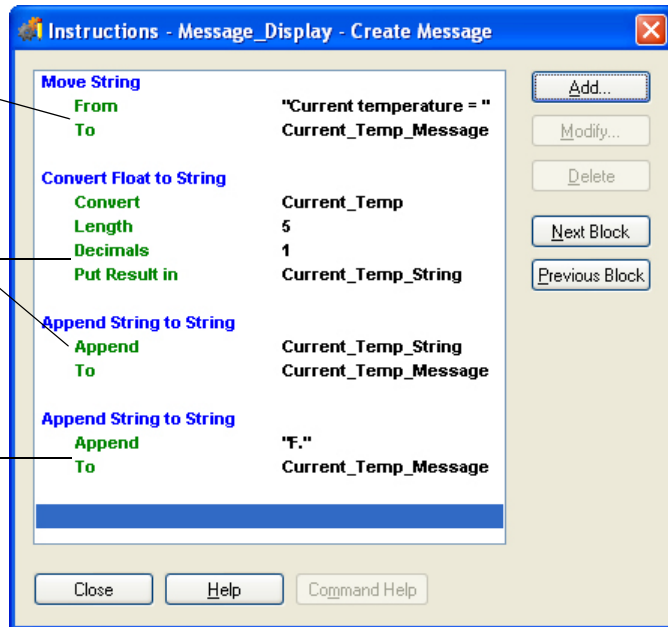 Instructions - Message_Display - Create Message
Move String
From "Current temperature = "
To Current_Temp_Message
Convert Float to String
Convert Current_Temp
Length 5
Decimals 1
Put Result in Current_Temp_String
Append String to String
Append Current_Temp_String
To Current_Temp_Message
Append String to String
Append "F."
To Current_Temp_Message
Add...
Modify...
Delete
Next Block
Previous Block
Close
Help
Command Help